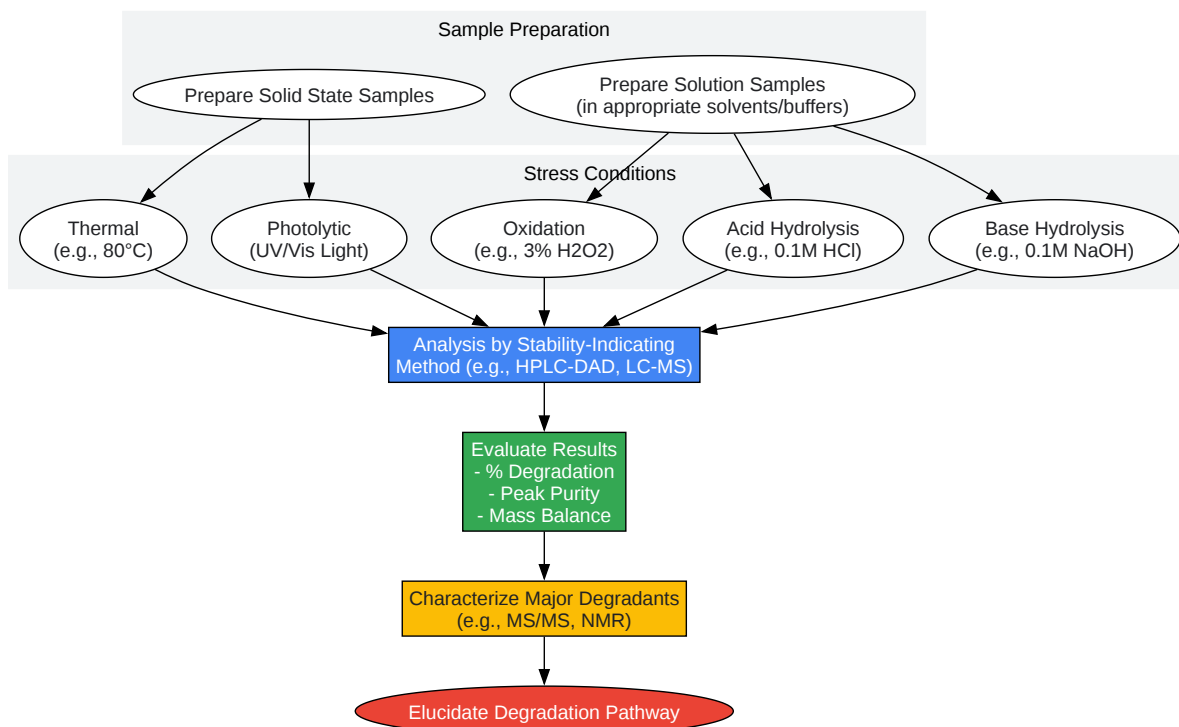 Sample Preparation
Prepare Solid State Samples
Prepare Solution Samples
(in appropriate solvents/buffers)
Stress Conditions
Thermal
(e.g., 80°C)
Photolytic
(UV/Vis Light)
Oxidation
(e.g., 3% H2O2)
Acid Hydrolysis
(e.g., 0.1M HCl)
Base Hydrolysis
(e.g., 0.1M NaOH)
Analysis by Stability-Indicating
Method (e.g., HPLC-DAD, LC-MS)
Evaluate Results
- % Degradation
- Peak Purity
- Mass Balance
Characterize Major Degradants
(e.g., MS/MS, NMR)
Elucidate Degradation Pathway